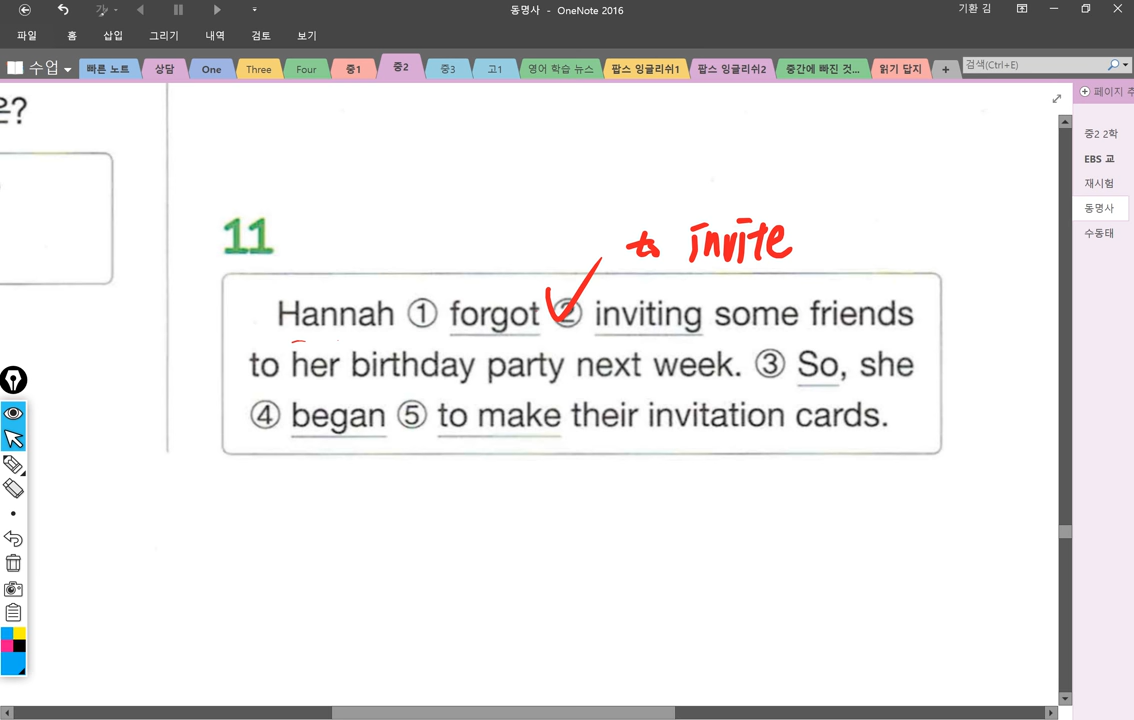 동명사 - OneNote 2016
기환 김
파일 홈 삽입 그리기 내역 검토 보기
수업 빠른 노트 상담 One Three Four 중1 중2 중3 고1 영어 학습 뉴스 팝스 잉글리쉬1 팝스 잉글리쉬2 중간에 빠진 것... 읽기 답지 + 검색(Ctrl+E)
페이지 추
은?
중2 2학
EBS 교
재시험
동명사
수동태
11
to invite
Hannah ① forgot ② inviting some friends
to her birthday party next week. ③ So, she
④ began ⑤ to make their invitation cards.